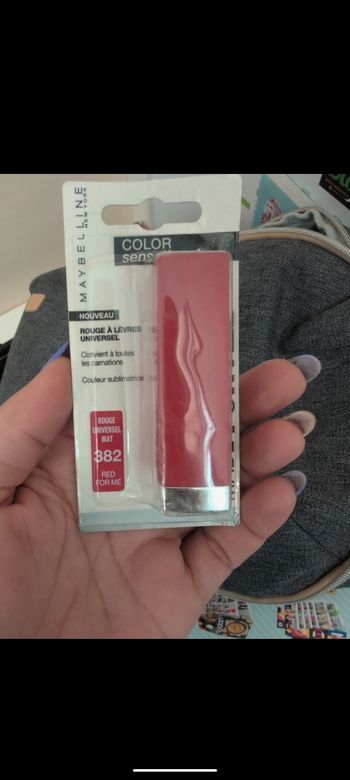 MAYBELLINE
NEW YORK
COLOR
sens
NOUVEAU
ROUGE À LÈVRES
UNIVERSEL
Convient à toutes
les carnations
Couleur sublimatrice
ROUGE
UNIVERSEL
MAT
382
RED
FOR ME